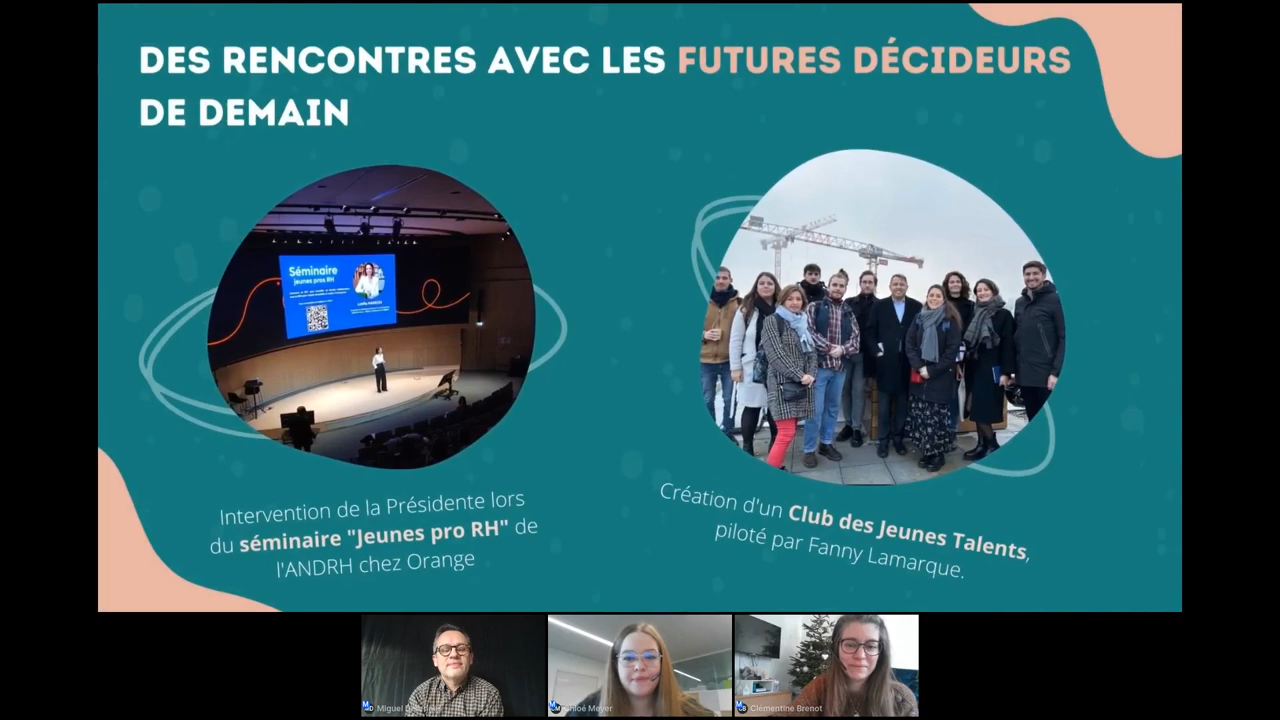 DES RENCONTRES AVEC LES FUTURES DÉCIDEURS
DE DEMAIN
Séminaire
jeunes pros RH
Intervention de la Présidente lors
du séminaire "Jeunes pro RH" de
l'ANDRH chez Orange
Création d'un Club des Jeunes Talents,
piloté par Fanny Lamarque.
Miguel
Chloé Meyer
Clémentine Brenot